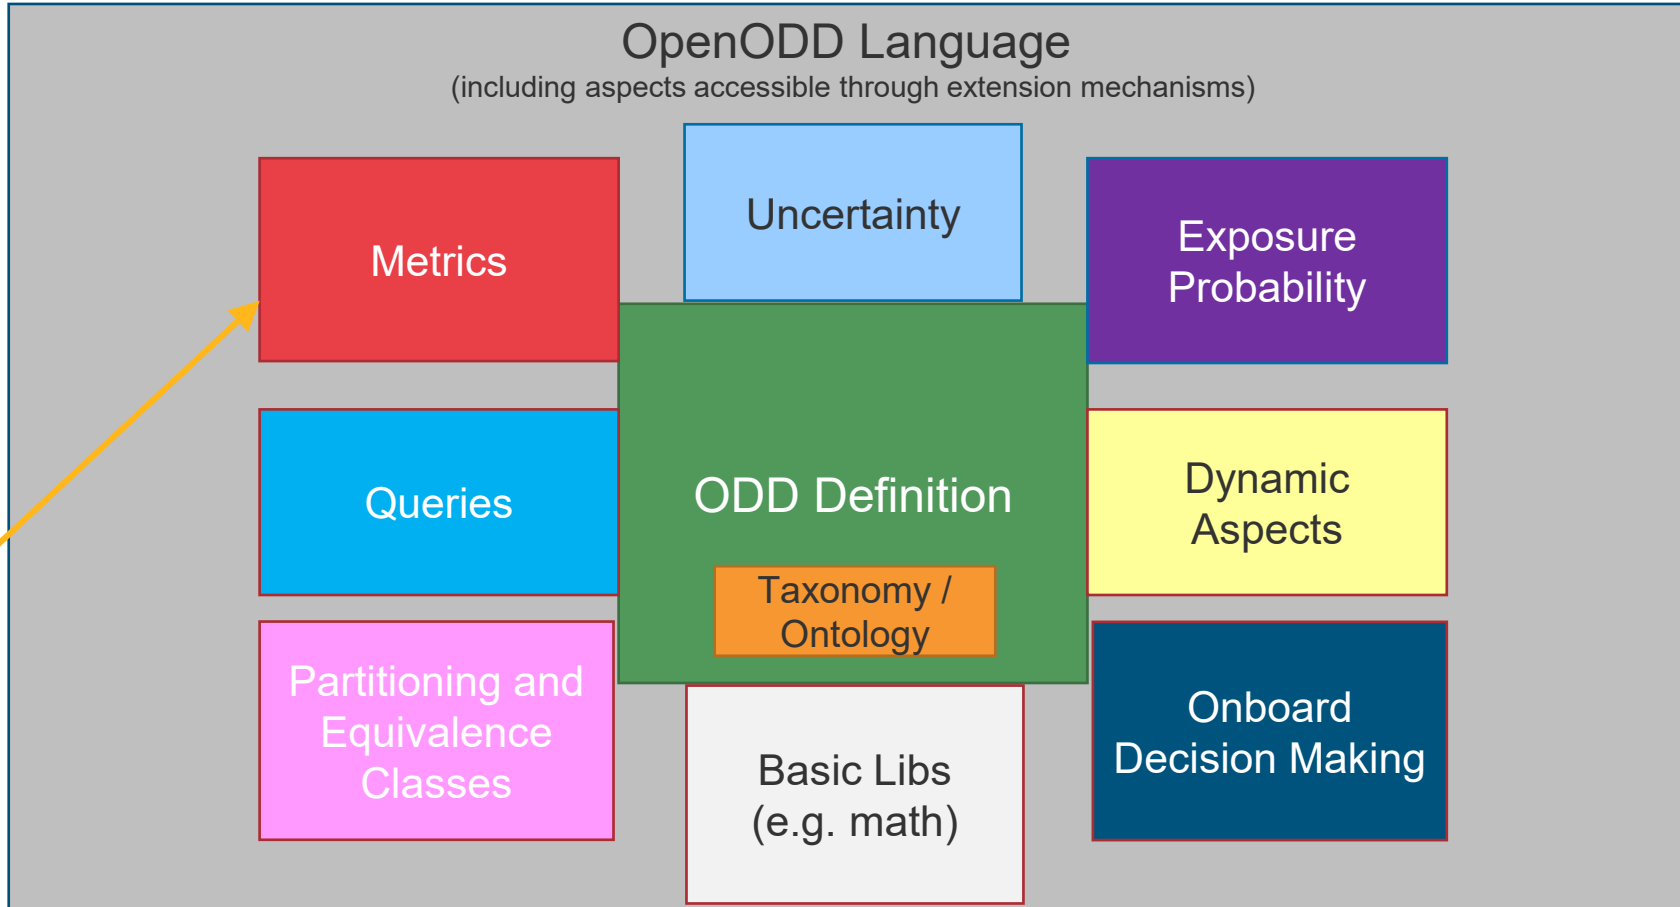 OpenODD Language
(including aspects accessible through extension mechanisms)
Metrics
Uncertainty
Exposure
Probability
Queries
ODD Definition
Taxonomy /
Ontology
Dynamic
Aspects
Partitioning and
Equivalence
Classes
Basic Libs
(e.g. math)
Onboard
Decision Making